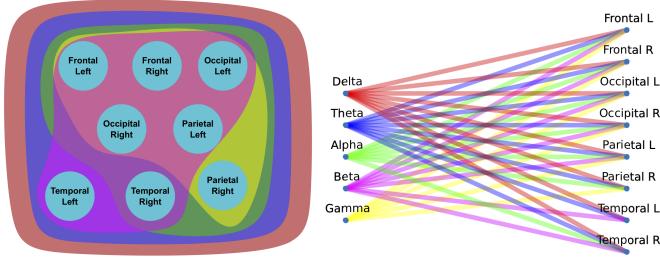 Frontal
Left
Frontal
Right
Occipital
Left
Occipital
Right
Parietal
Left
Temporal
Left
Temporal
Right
Parietal
Right
Delta
Theta
Alpha
Beta
Gamma
Frontal L
Frontal R
Occipital L
Occipital R
Parietal L
Parietal R
Temporal L
Temporal R